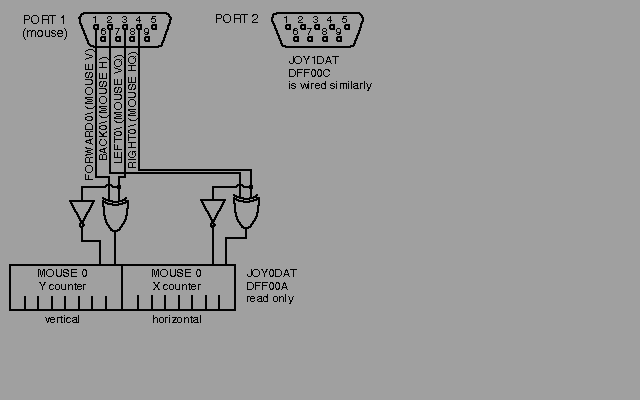 PORT 1
(mouse)
1 2 3 4 5
6 7 8 9
PORT 2
1 2 3 4 5
6 7 8 9
JOY1DAT
DFF00C
is wired similarly
FORWARD0\ (MOUSE V)
BACK0\ (MOUSE H)
LEFT0\ (MOUSE VQ)
RIGHT0\ (MOUSE HQ)
MOUSE 0
Y counter
MOUSE 0
X counter
JOY0DAT
DFF00A
read only
vertical
horizontal